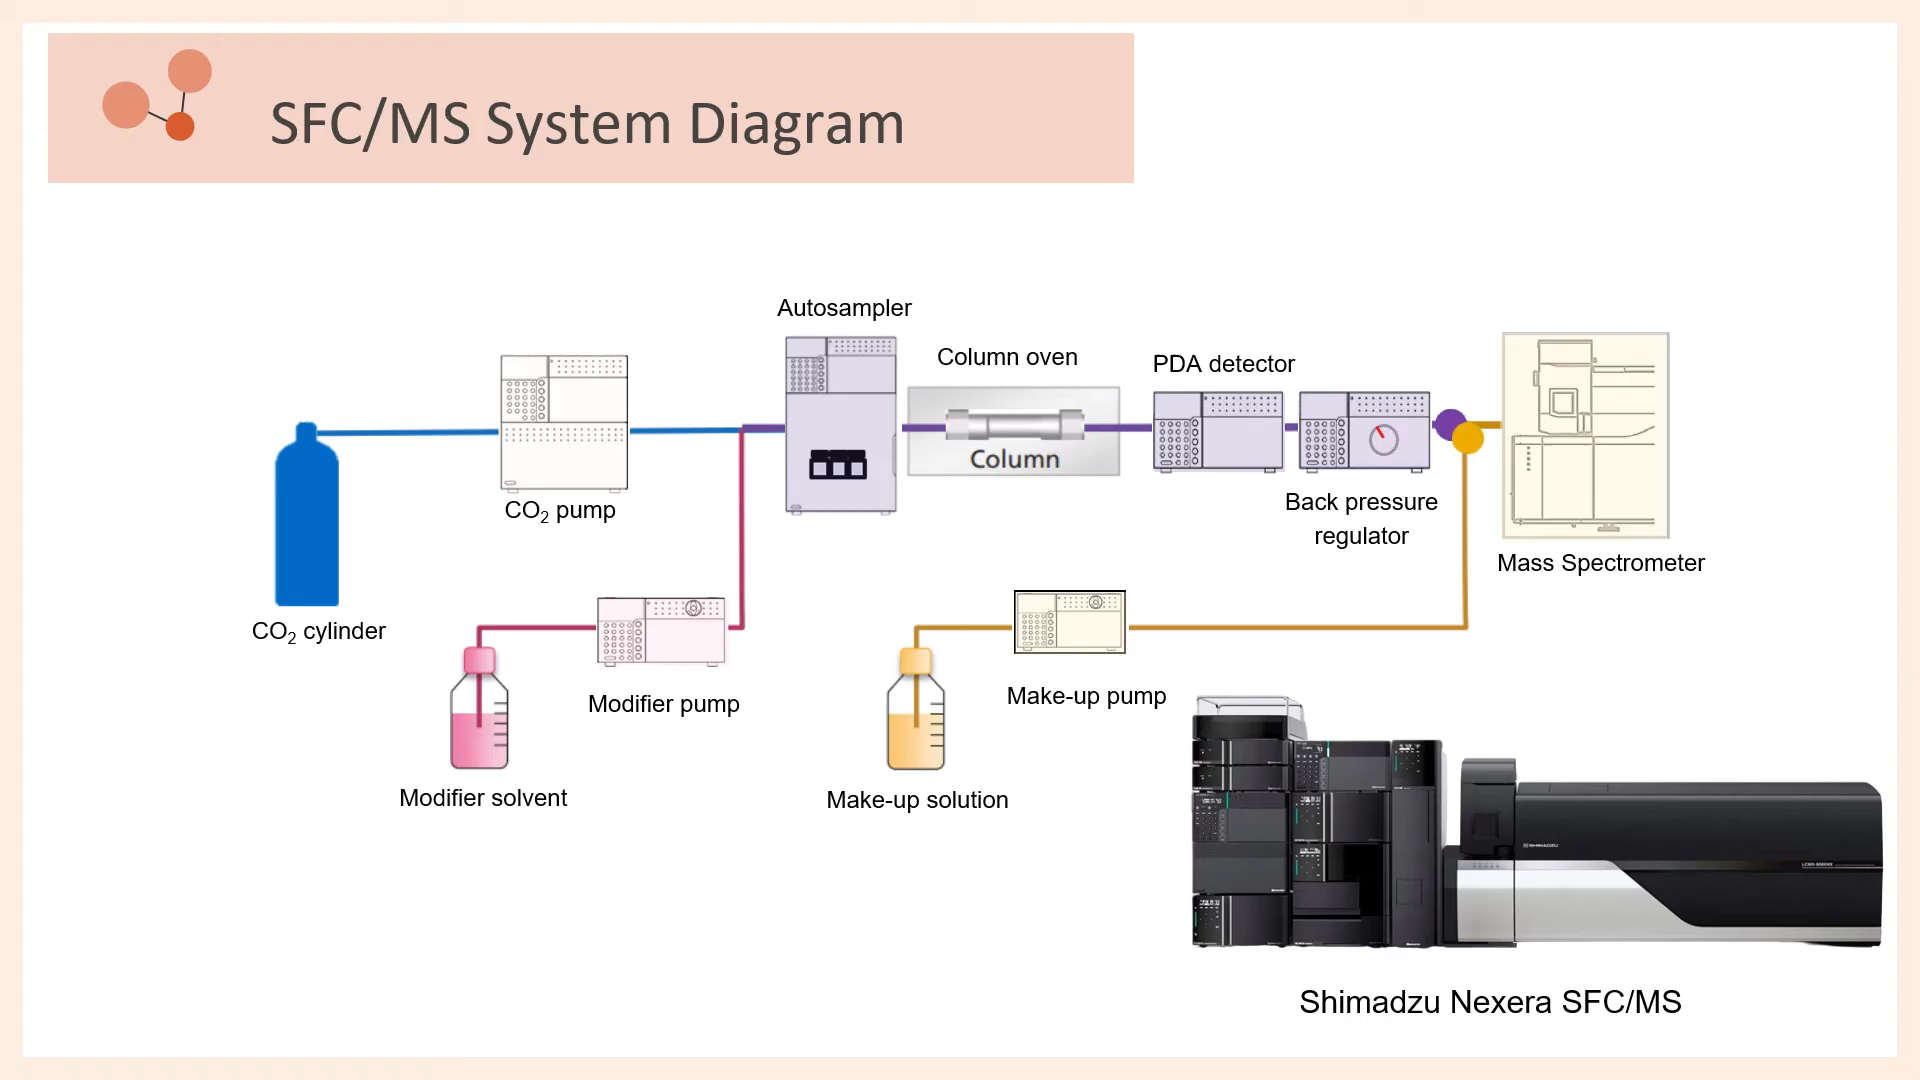 SFC/MS System Diagram
Autosampler
Column oven
PDA detector
Column
CO₂ pump
Back pressure
regulator
Mass Spectrometer
CO₂ cylinder
Modifier pump
Make-up pump
Modifier solvent
Make-up solution
SHIMADZU
Shimadzu Nexera SFC/MS